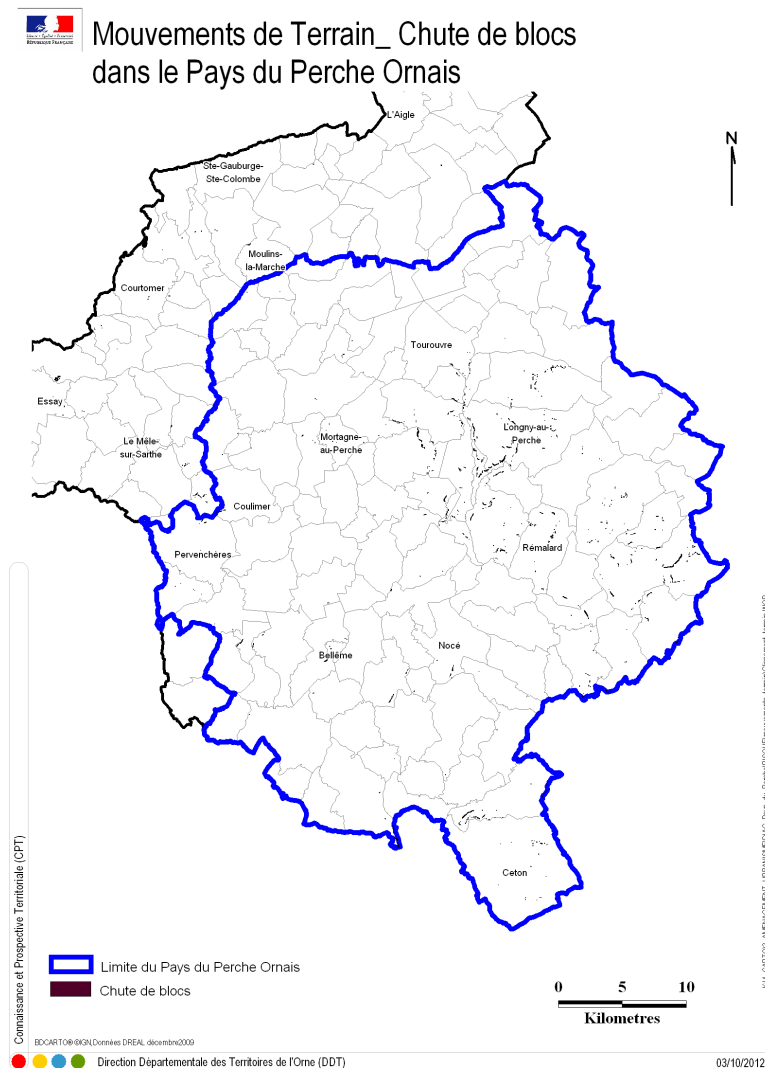 Mouvements de Terrain_ Chute de blocs
dans le Pays du Perche Ornais
RÉPUBLIQUE FRANÇAISE
N
L'Aigle
Ste-Gauburge-
Ste-Colombe
Moulins-
la-Marche
Courtomer
Tourouvre
Essay
Le Mêle-
sur-Sarthe
Mortagne-
au-Perche
Longny-au-
Perche
Coulimer
Pervenchères
Rémalard
Bellême
Nocé
Ceton
Limite du Pays du Perche Ornais
Chute de blocs
0 5 10
Kilometres
Connaissance et Prospective Territoriale (CPT)
BDCARTO® ©IGN,Données DREAL décembre2009
Direction Départementale des Territoires de l'Orne (DDT)
03/10/2012